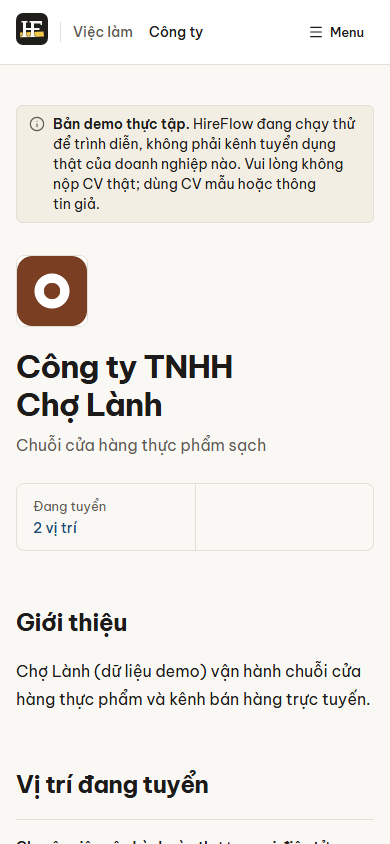 HF
Việc làm
Công ty
Menu
Bản demo thực tập. HireFlow đang chạy thử
để trình diễn, không phải kênh tuyển dụng
thật của doanh nghiệp nào. Vui lòng không
nộp CV thật; dùng CV mẫu hoặc thông
tin giả.
Công ty TNHH
Chợ Lành
Chuỗi cửa hàng thực phẩm sạch
Đang tuyển
2 vị trí
Giới thiệu
Chợ Lành (dữ liệu demo) vận hành chuỗi cửa
hàng thực phẩm và kênh bán hàng trực tuyến.
Vị trí đang tuyển